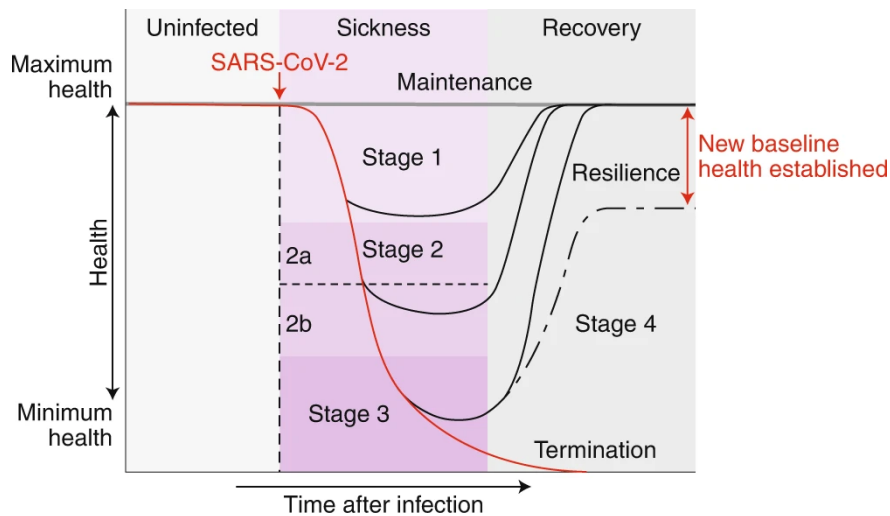 Uninfected
Sickness
Recovery
SARS-CoV-2
Maximum
health
Maintenance
Stage 1
New baseline
health established
Resilience
Stage 2
2a
Health
2b
Stage 4
Stage 3
Minimum
health
Termination
Time after infection